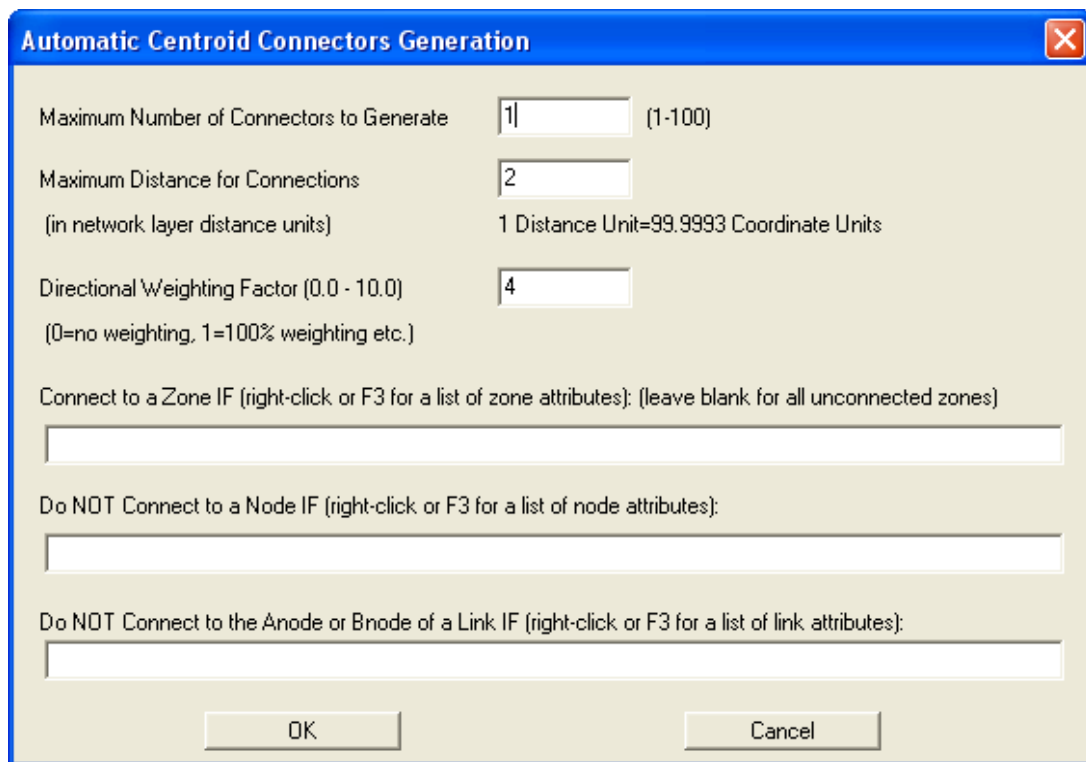 Automatic Centroid Connectors Generation
Maximum Number of Connectors to Generate 1 (1-100)
Maximum Distance for Connections 2
(in network layer distance units) 1 Distance Unit=99.9993 Coordinate Units
Directional Weighting Factor (0.0 - 10.0) 4
(0=no weighting, 1=100% weighting etc.)
Connect to a Zone IF (right-click or F3 for a list of zone attributes): (leave blank for all unconnected zones)
Do NOT Connect to a Node IF (right-click or F3 for a list of node attributes):
Do NOT Connect to the Anode or Bnode of a Link IF (right-click or F3 for a list of link attributes):
OK Cancel